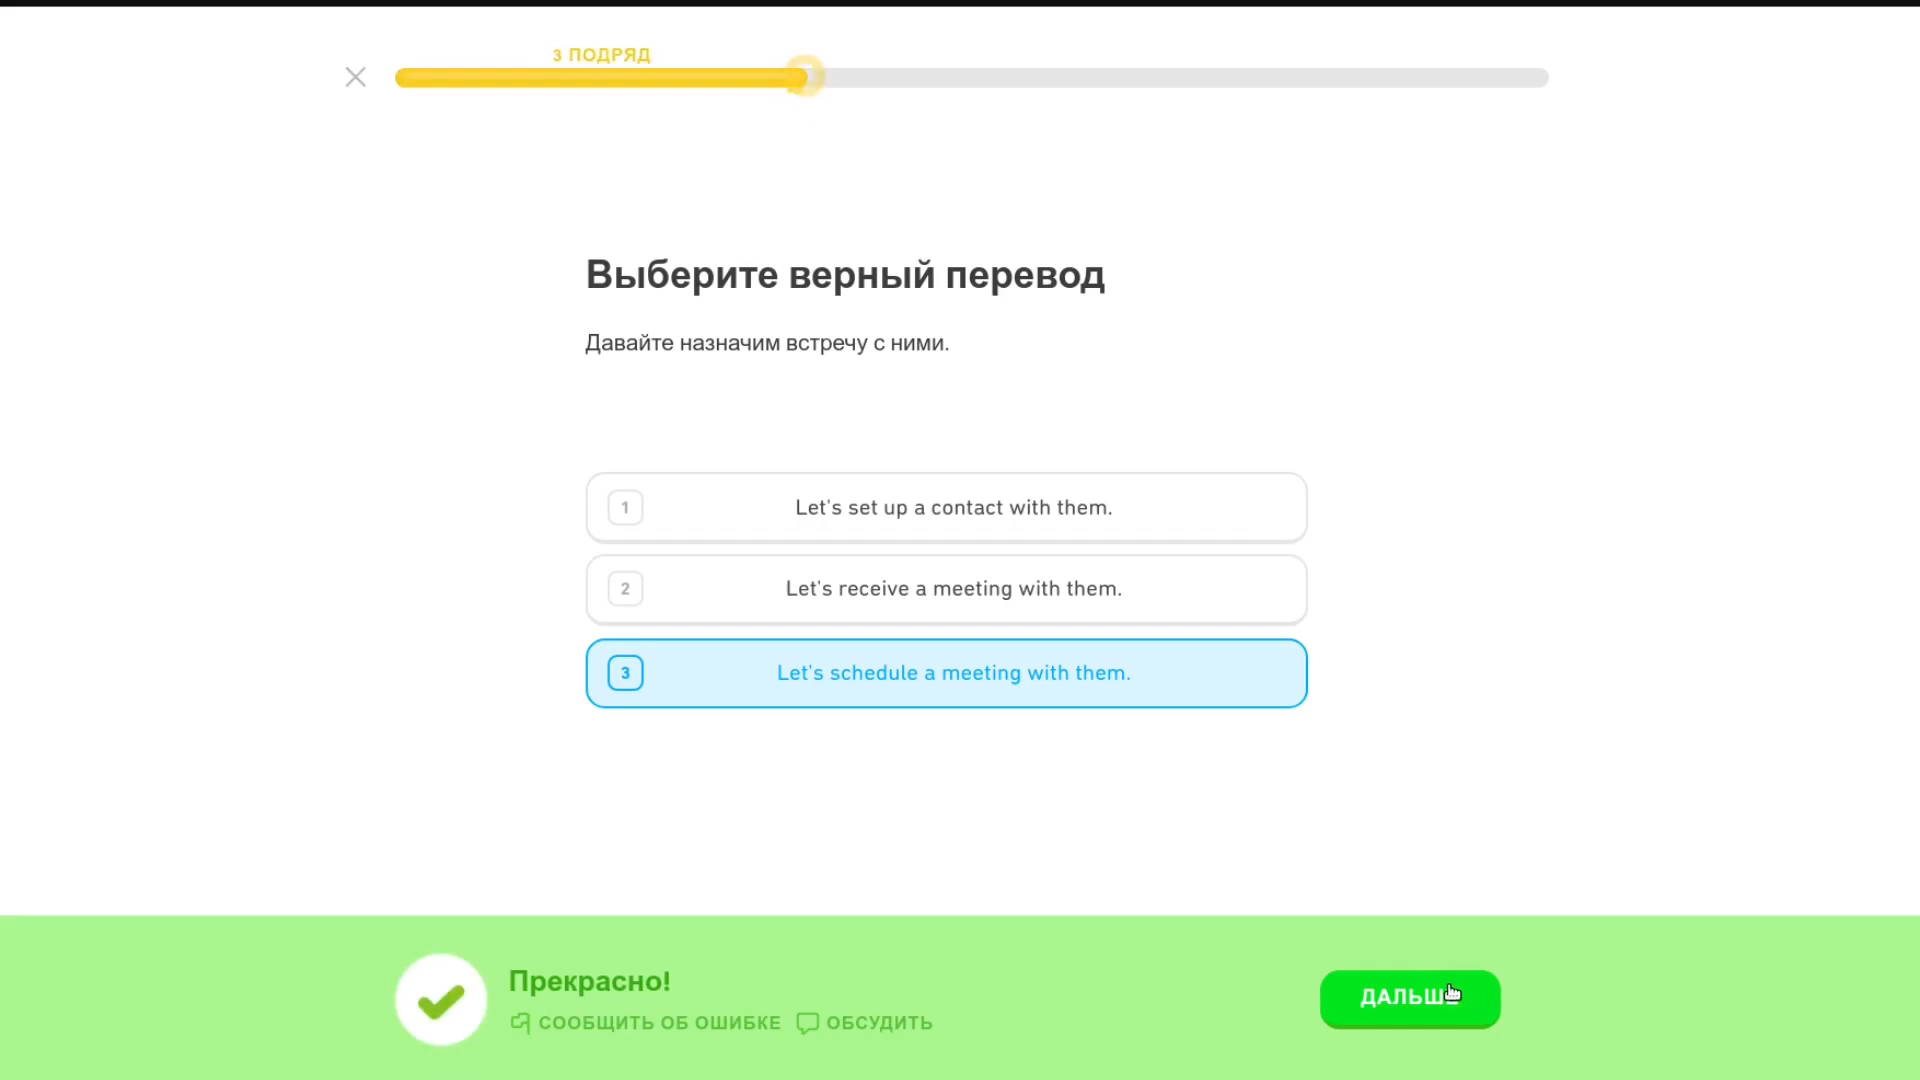 3 ПОДРЯД
Выберите верный перевод
Давайте назначим встречу с ними.
1 Let's set up a contact with them.
2 Let's receive a meeting with them.
3 Let's schedule a meeting with them.
Прекрасно!
СООБЩИТЬ ОБ ОШИБКЕ ОБСУДИТЬ
ДАЛЬШЕ